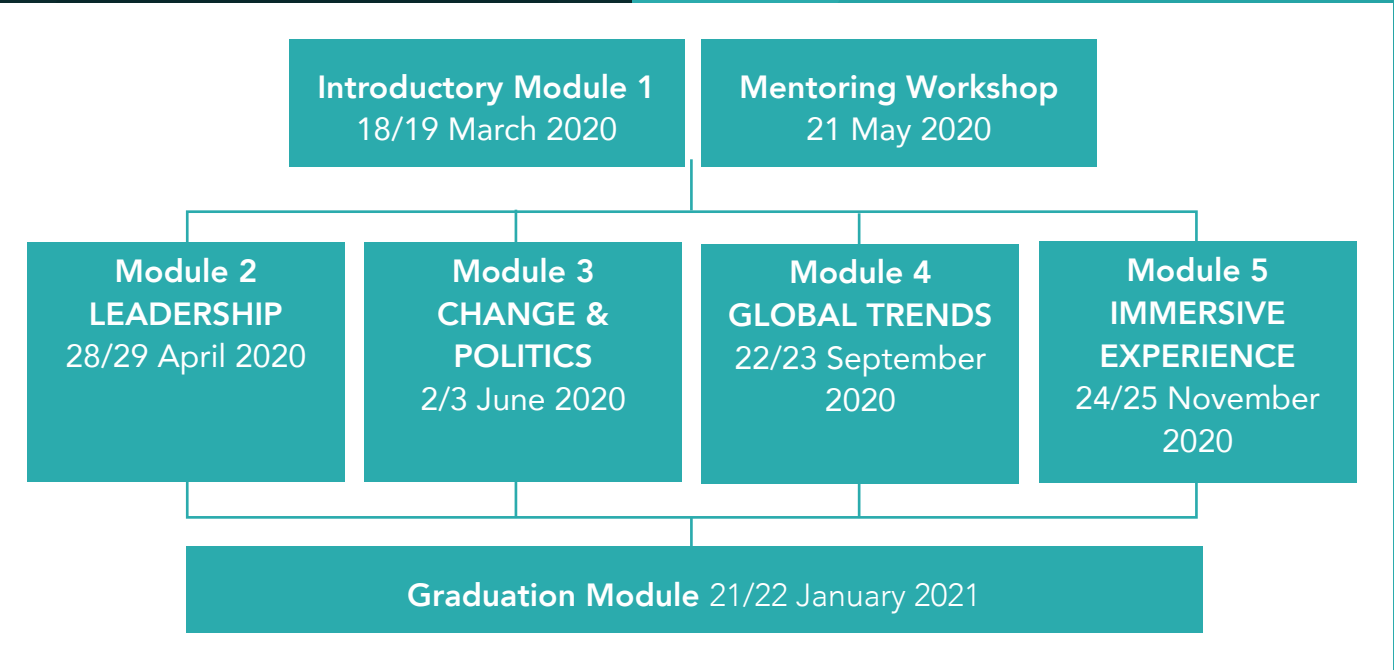 Introductory Module 1
18/19 March 2020
Mentoring Workshop
21 May 2020
Module 2
LEADERSHIP
28/29 April 2020
Module 3
CHANGE &
POLITICS
2/3 June 2020
Module 4
GLOBAL TRENDS
22/23 September
2020
Module 5
IMMERSIVE
EXPERIENCE
24/25 November
2020
Graduation Module 21/22 January 2021